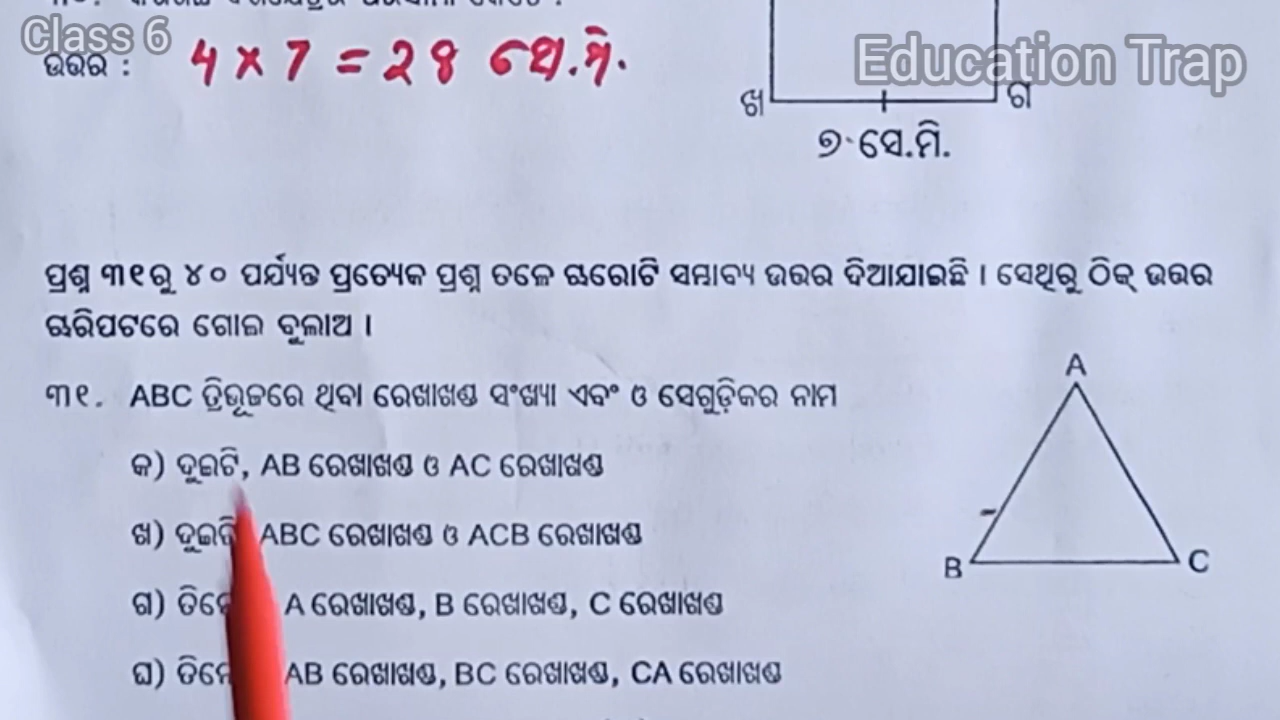 Class 6
Education Trap
ଉତ୍ତର : 4 × 7 = 28 ସେ.ମି.
ଖ
ଗ
୭ ସେ.ମି.
ପ୍ରଶ୍ନ ୩୧ରୁ ୪୦ ପର୍ଯ୍ୟନ୍ତ ପ୍ରତ୍ୟେକ ପ୍ରଶ୍ନ ତଳେ ଚାରୋଟି ସମ୍ଭାବ୍ୟ ଉତ୍ତର ଦିଆଯାଇଛି । ସେଥିରୁ ଠିକ୍ ଉତ୍ତର
ଚାରିପଟରେ ଗୋଇ ବୁଲାଅ ।
୩୧. ABC ତ୍ରିଭୂଜରେ ଥିବା ରେଖାଖଣ୍ଡ ସଂଖ୍ୟା ଏବଂ ଓ ସେଗୁଡ଼ିକର ନାମ
କ) ଦୁଇଟି, AB ରେଖାଖଣ୍ଡ ଓ AC ରେଖାଖଣ୍ଡ
ଖ) ABC ରେଖାଖଣ୍ଡ ଓ ACB ରେଖାଖଣ୍ଡ
ଗ) A ରେଖାଖଣ୍ଡ, B ରେଖାଖଣ୍ଡ, C ରେଖାଖଣ୍ଡ
ଘ) AB ରେଖାଖଣ୍ଡ, BC ରେଖାଖଣ୍ଡ, CA ରେଖାଖଣ୍ଡ
A
B
C